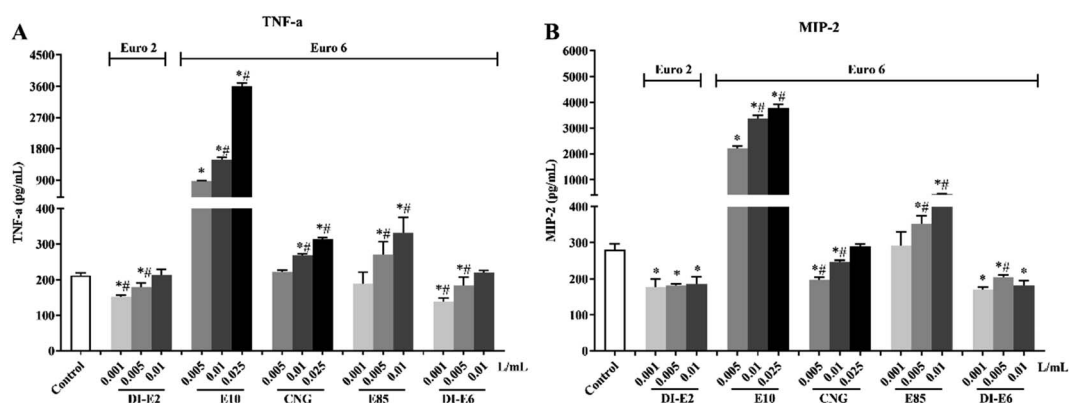 A
TNF-a
Euro 2
Euro 6
TNF-a (pg/mL)
4500
3600
2700
1800
900
400
300
200
100
0
*# *# * *# *# *# *# *# *# *# *#
Control
0.001 0.005 0.01 0.005 0.01 0.025 0.005 0.01 0.025 0.001 0.005 0.01 0.001 0.005 0.01 L/mL
DI-E2 E10 CNG E85 DI-E6
B
MIP-2
Euro 2
Euro 6
MIP-2 (pg/mL)
6000
5000
4000
3000
2000
1000
400
300
200
100
0
* * * * *# *# *# *# *# *# * *# *
Control
0.001 0.005 0.01 0.005 0.01 0.025 0.005 0.01 0.025 0.001 0.005 0.01 0.001 0.005 0.01 L/mL
DI-E2 E10 CNG E85 DI-E6